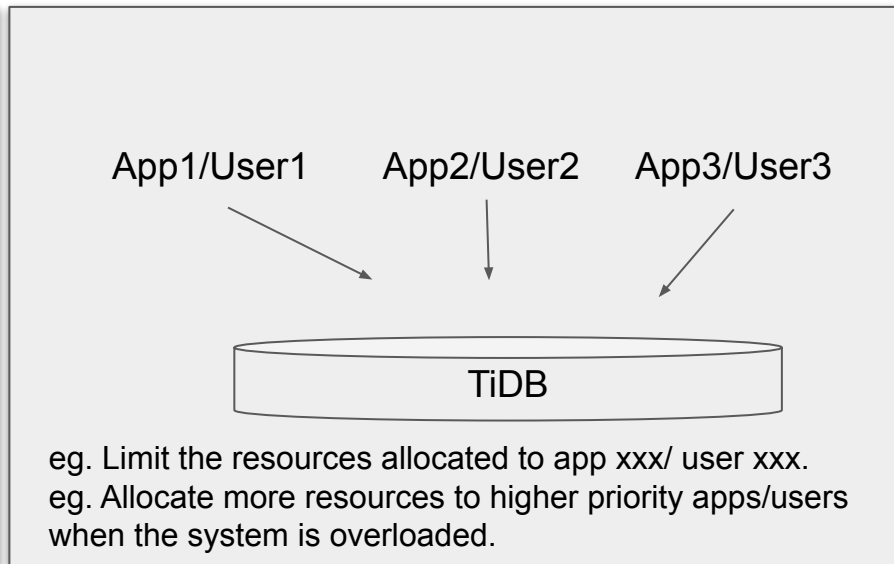 App1/User1 App2/User2 App3/User3
TiDB
eg. Limit the resources allocated to app xxx/ user xxx.
eg. Allocate more resources to higher priority apps/users
when the system is overloaded.